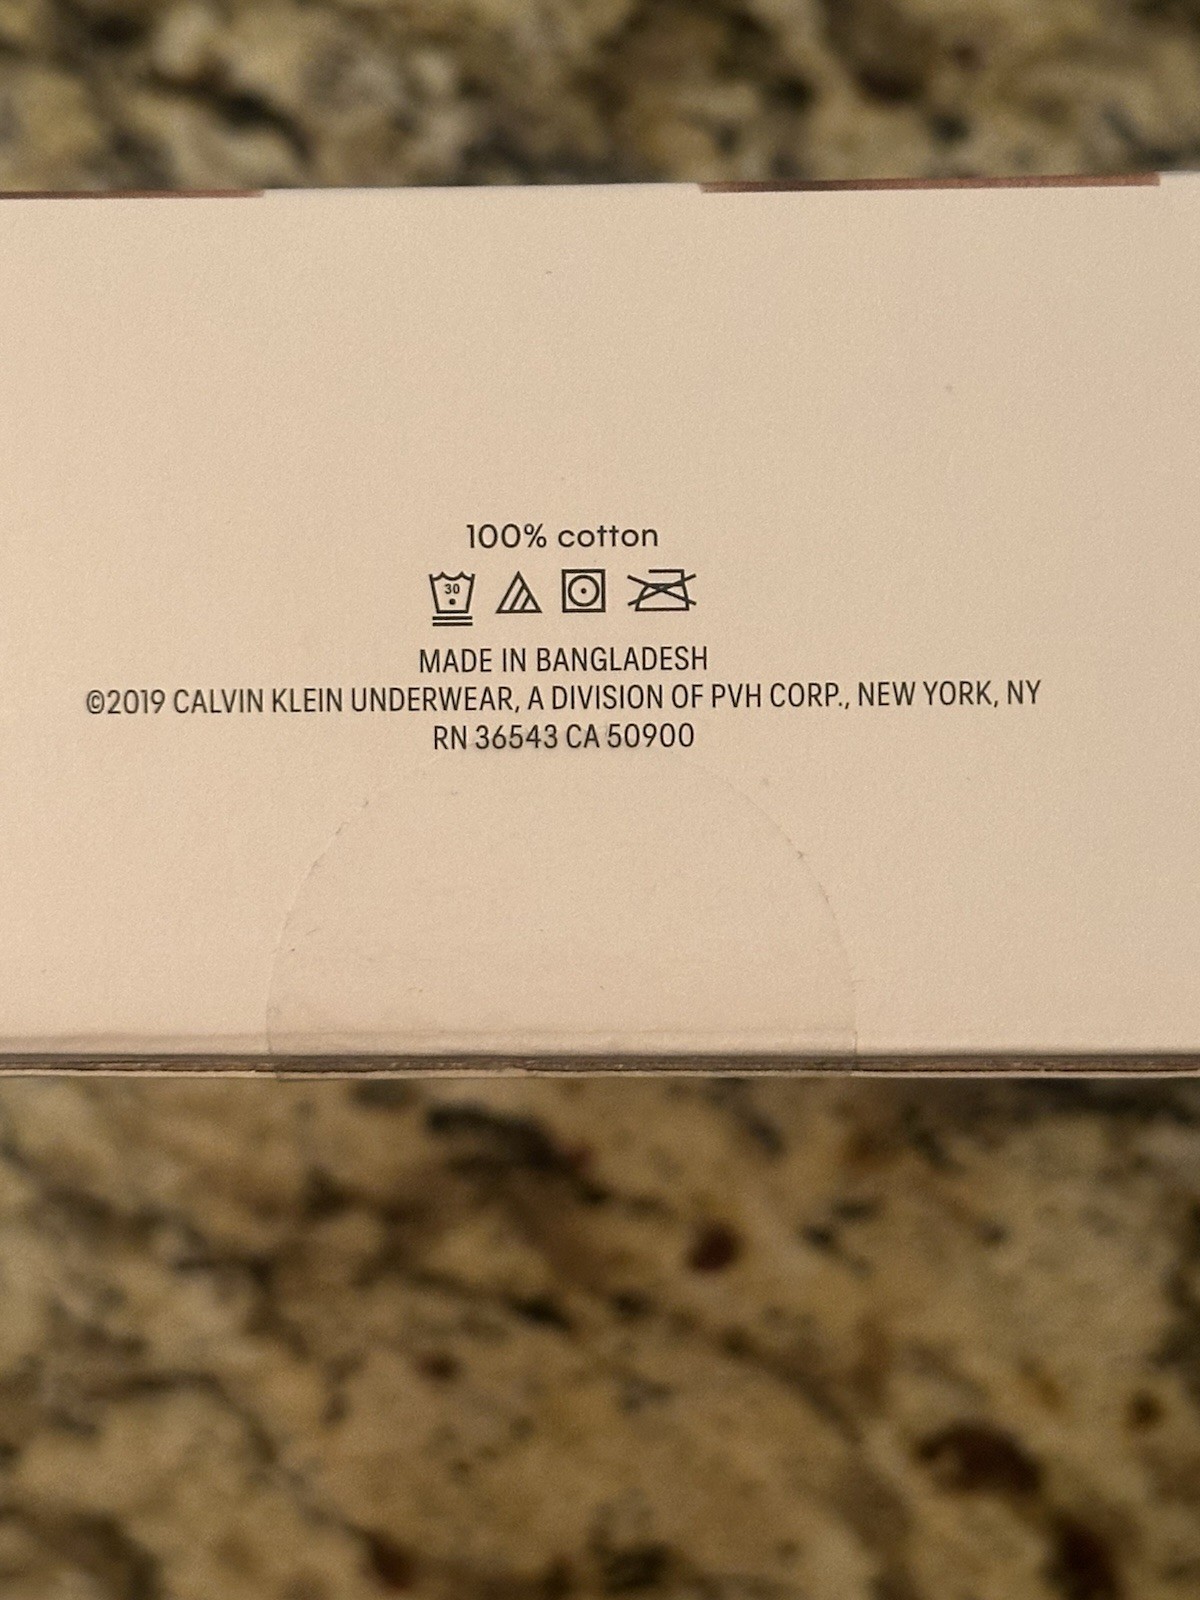 100% cotton
30
MADE IN BANGLADESH
©2019 CALVIN KLEIN UNDERWEAR, A DIVISION OF PVH CORP., NEW YORK, NY
RN 36543 CA 50900